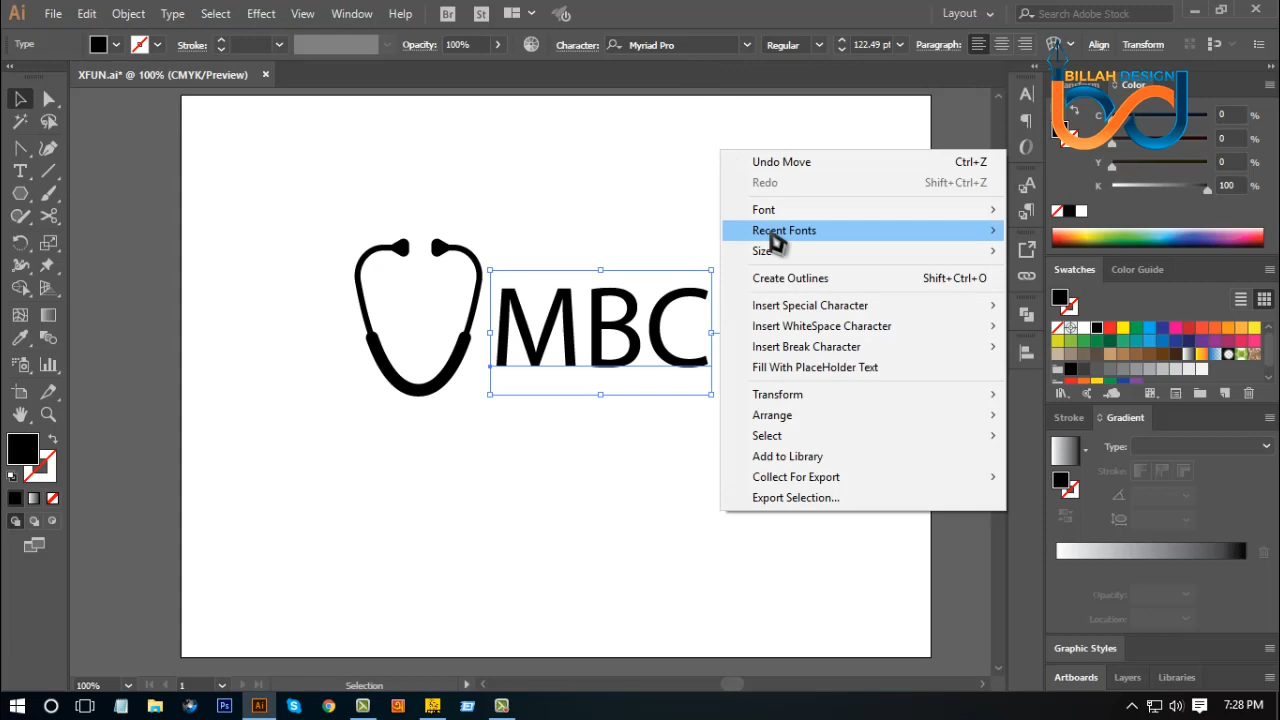 Ai File Edit Object Type Select Effect View Window Help Br St Layout Search Adobe Stock
Type Stroke: Opacity: 100% Character: Myriad Pro Regular 122.49 pt Paragraph: Align Transform
XFUN.ai* @ 100% (CMYK/Preview)
BILLAH DESIGN
Color
C 0 %
0 %
Y 0 %
K 100 %
MBC
Undo Move Ctrl+Z
Redo Shift+Ctrl+Z
Font
Recent Fonts
Size
Create Outlines Shift+Ctrl+O
Insert Special Character
Insert WhiteSpace Character
Insert Break Character
Fill With PlaceHolder Text
Transform
Arrange
Select
Add to Library
Collect For Export
Export Selection...
Swatches Color Guide
Stroke Gradient
Type:
Stroke:
Opacity:
Location:
Graphic Styles
Artboards Layers Libraries
100% 1 Selection
Ps Ai 7:28 PM